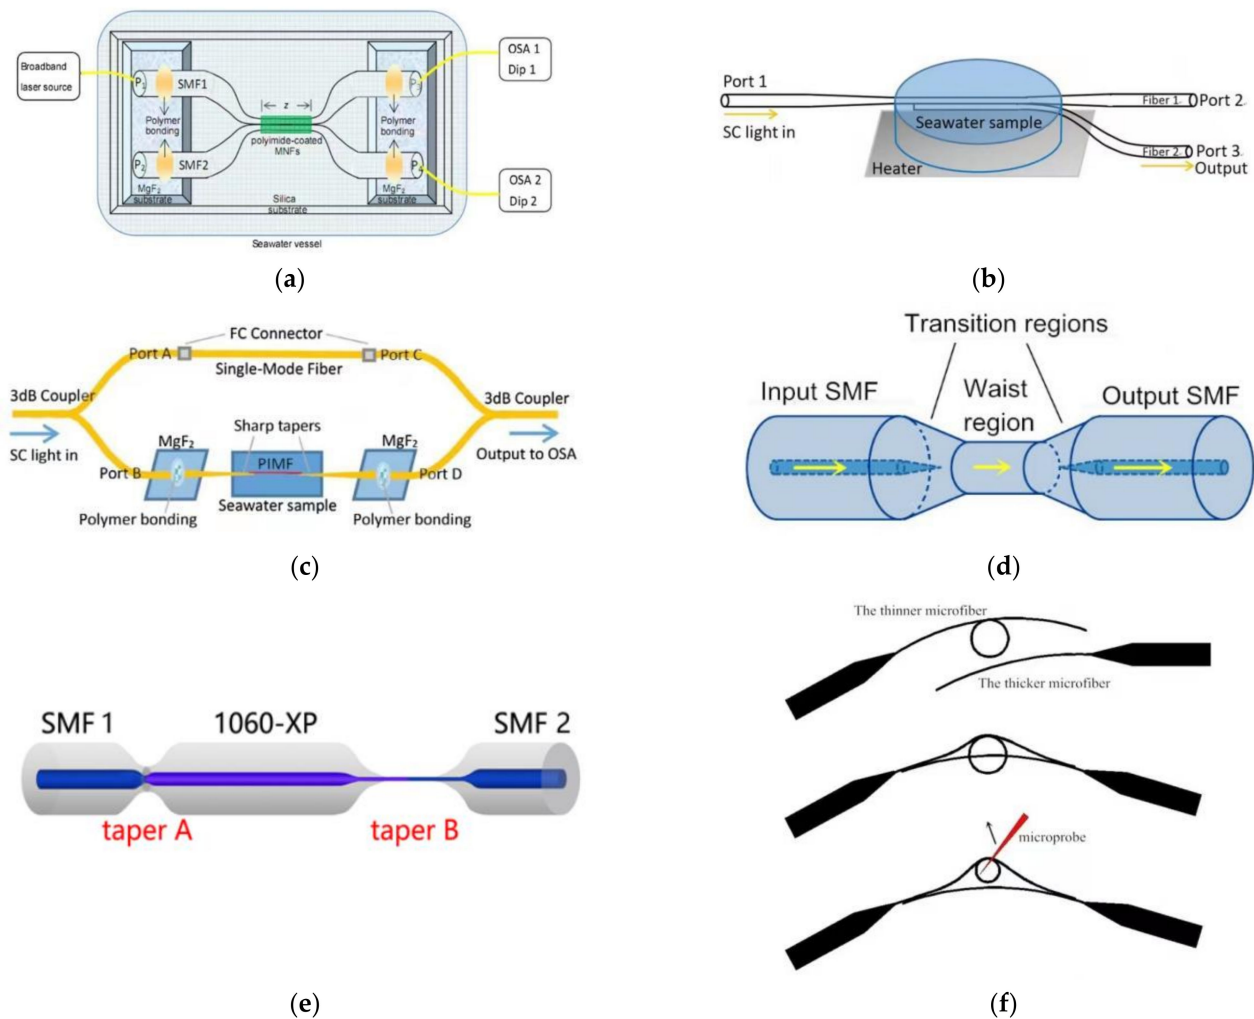 Broadband
laser source
P1
SMF1
Polymer
bonding
P2
SMF2
MgF2
substrate
z
polyimide-coated
MNFs
Silica
substrate
Polymer
bonding
MgF2
substrate
OSA 1
Dip 1
OSA 2
Dip 2
Seawater vessel
(a)
Port 1
SC light in
Seawater sample
Heater
Fiber 1
Port 2
Fiber 2
Port 3
Output
(b)
FC Connector
Port A
Port C
Single-Mode Fiber
3dB Coupler
3dB Coupler
SC light in
Output to OSA
Sharp tapers
MgF2
MgF2
PIMF
Port B
Port D
Seawater sample
Polymer bonding
Polymer bonding
(c)
Transition regions
Input SMF
Waist
region
Output SMF
(d)
SMF 1
1060-XP
SMF 2
taper A
taper B
(e)
The thinner microfiber
The thicker microfiber
microprobe
(f)